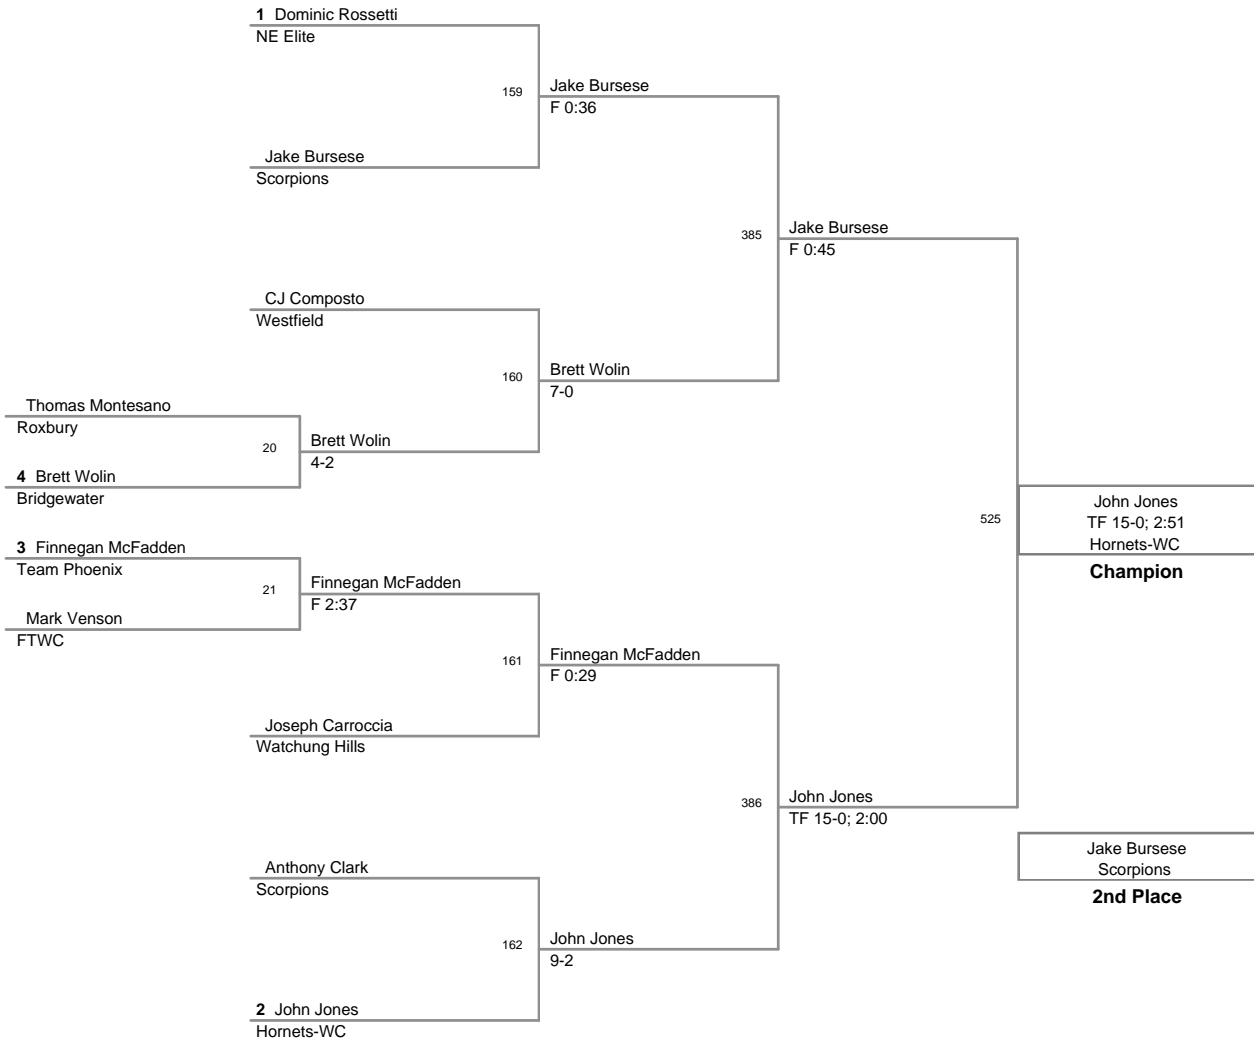 1 Dominic Rossetti
NE Elite
159
Jake Bursese
F 0:36
Jake Bursese
Scorpions
385
Jake Bursese
F 0:45
CJ Composto
Westfield
160
Brett Wolin
7-0
Thomas Montesano
Roxbury
20
Brett Wolin
4-2
4 Brett Wolin
Bridgewater
525
John Jones
TF 15-0; 2:51
Hornets-WC
Champion
3 Finnegan McFadden
Team Phoenix
21
Finnegan McFadden
F 2:37
Mark Venson
FTWC
161
Finnegan McFadden
F 0:29
Joseph Carroccia
Watchung Hills
386
John Jones
TF 15-0; 2:00
Jake Bursese
Scorpions
2nd Place
Anthony Clark
Scorpions
162
John Jones
9-2
2 John Jones
Hornets-WC